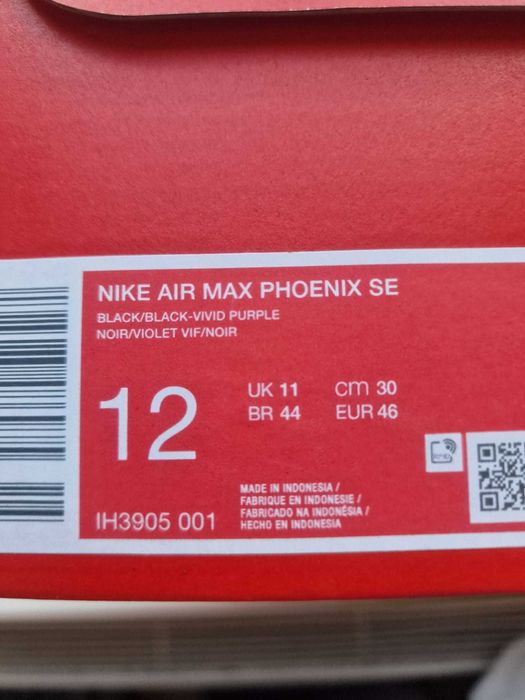 NIKE AIR MAX PHOENIX SE
BLACK/BLACK-VIVID PURPLE
NOIR/VIOLET VIF/NOIR
12
UK 11 cm 30
BR 44 EUR 46
MADE IN INDONESIA /
FABRIQUE EN INDONESIE /
FABRICADO NA INDONÉSIA /
HECHO EN INDONESIA
IH3905 001